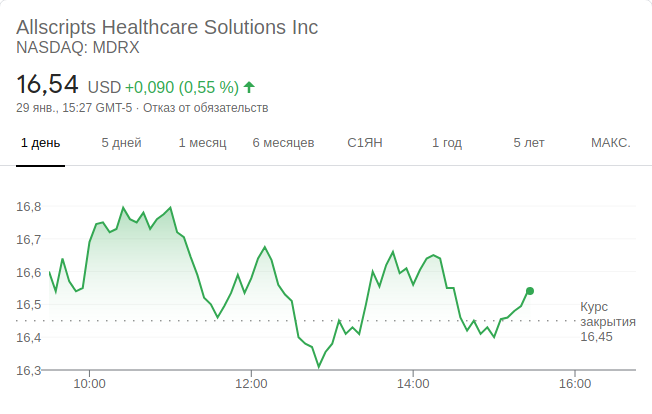 Allscripts Healthcare Solutions Inc
NASDAQ: MDRX
16,54 USD +0,090 (0,55 %)
29 янв., 15:27 GMT-5 · Отказ от обязательств
1 день 5 дней 1 месяц 6 месяцев С1ЯН 1 год 5 лет МАКС.
16,8
16,7
16,6
16,5
16,4
16,3
Курс
закрытия
16,45
10:00 12:00 14:00 16:00